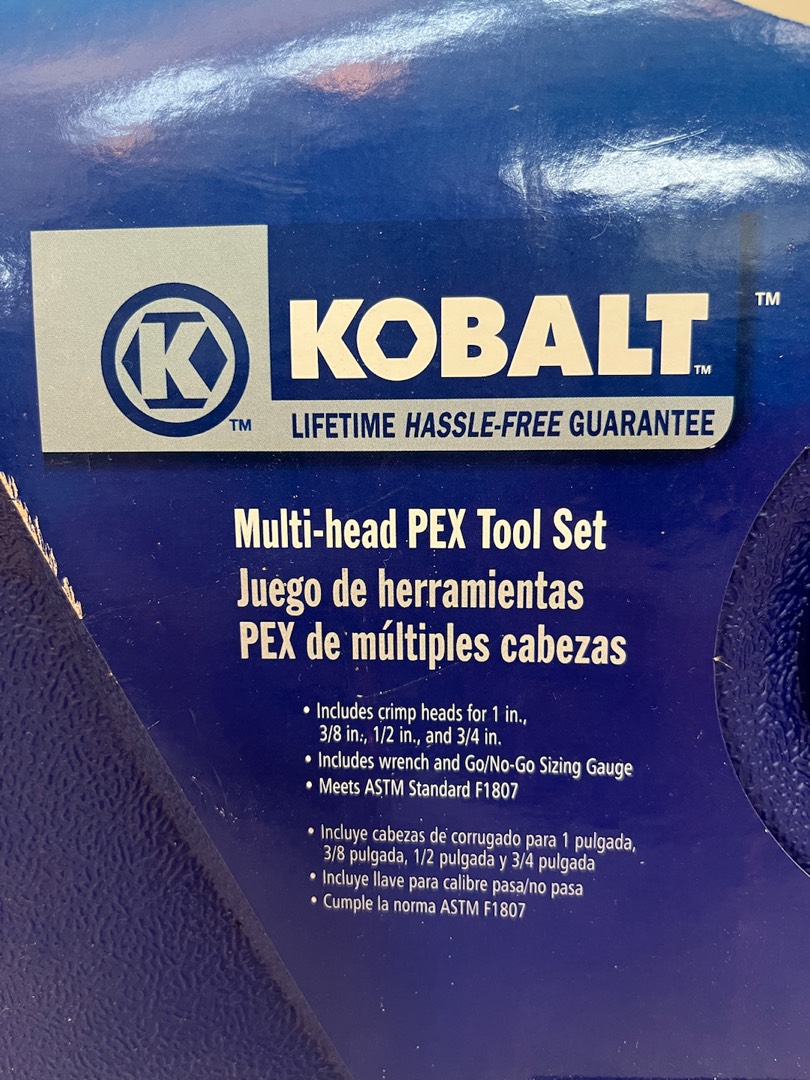 K
TM
KOBALT TM
TM
LIFETIME HASSLE-FREE GUARANTEE
Multi-head PEX Tool Set
Juego de herramientas
PEX de múltiples cabezas
• Includes crimp heads for 1 in.,
3/8 in., 1/2 in., and 3/4 in.
• Includes wrench and Go/No-Go Sizing Gauge
• Meets ASTM Standard F1807
• Incluye cabezas de corrugado para 1 pulgada,
3/8 pulgada, 1/2 pulgada y 3/4 pulgada
• Incluye llave para calibre pasa/no pasa
• Cumple la norma ASTM F1807